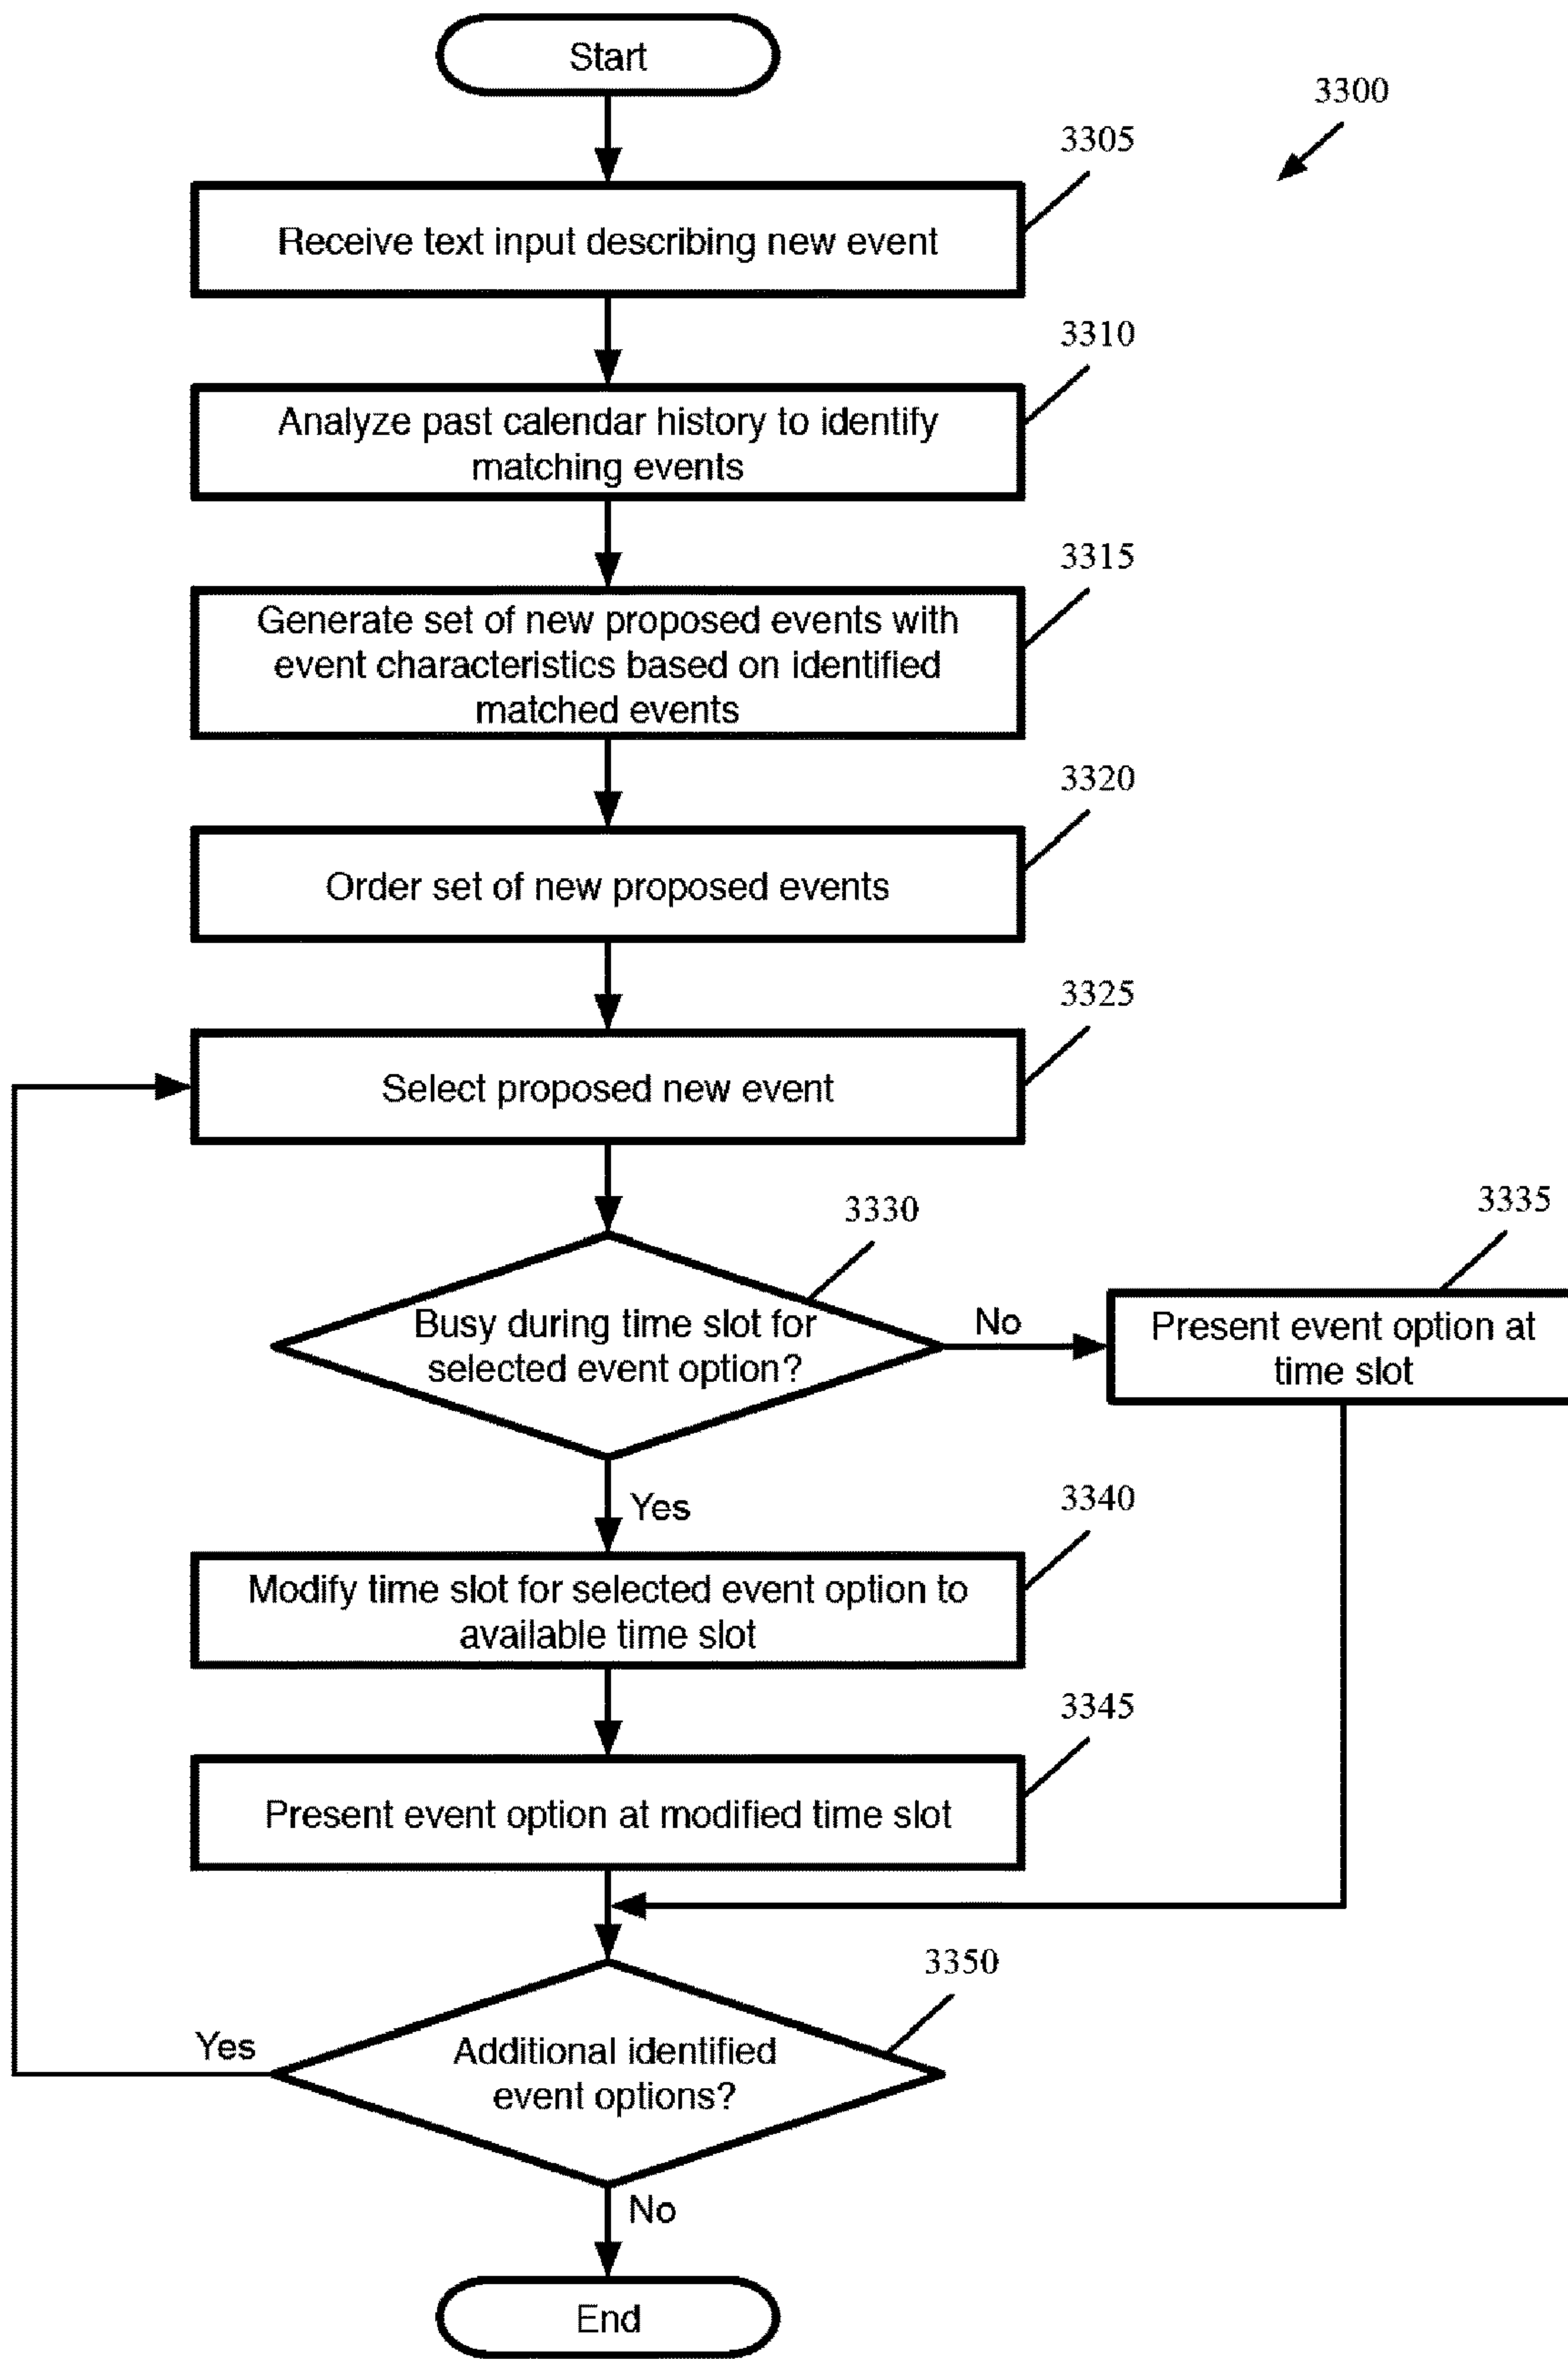 Start
3300
3305
Receive text input describing new event
3310
Analyze past calendar history to identify
matching events
3315
Generate set of new proposed events with
event characteristics based on identified
matched events
3320
Order set of new proposed events
3325
Select proposed new event
3330
Busy during time slot for
selected event option?
No
3335
Present event option at
time slot
Yes
3340
Modify time slot for selected event option to
available time slot
3345
Present event option at modified time slot
3350
Additional identified
event options?
Yes
No
End